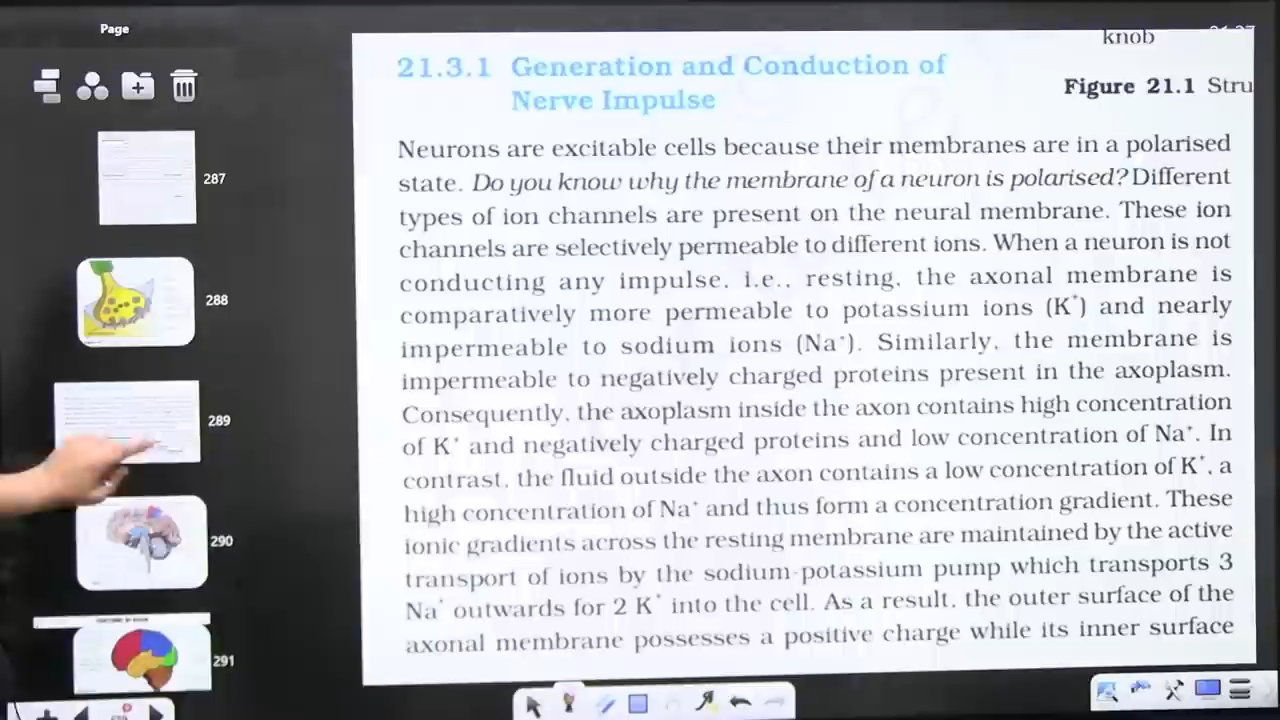 Page
287
288
289
290
291
knob
Figure 21.1 Stru
21.3.1 Generation and Conduction of
Nerve Impulse
Neurons are excitable cells because their membranes are in a polarised
state. Do you know why the membrane of a neuron is polarised? Different
types of ion channels are present on the neural membrane. These ion
channels are selectively permeable to different ions. When a neuron is not
conducting any impulse, i.e., resting, the axonal membrane is
comparatively more permeable to potassium ions (K⁺) and nearly
impermeable to sodium ions (Na⁺). Similarly, the membrane is
impermeable to negatively charged proteins present in the axoplasm.
Consequently, the axoplasm inside the axon contains high concentration
of K⁺ and negatively charged proteins and low concentration of Na⁺. In
contrast, the fluid outside the axon contains a low concentration of K⁺, a
high concentration of Na⁺ and thus form a concentration gradient. These
ionic gradients across the resting membrane are maintained by the active
transport of ions by the sodium-potassium pump which transports 3
Na⁺ outwards for 2 K⁺ into the cell. As a result, the outer surface of the
axonal membrane possesses a positive charge while its inner surface